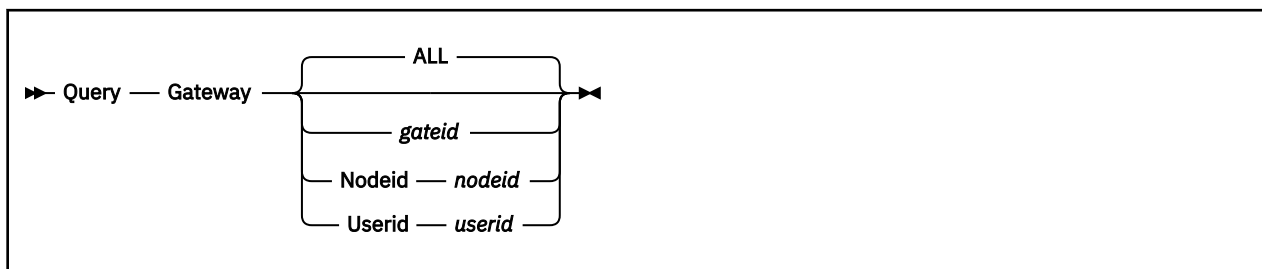 ALL
Query Gateway
gateid
Nodeid nodeid
Userid userid